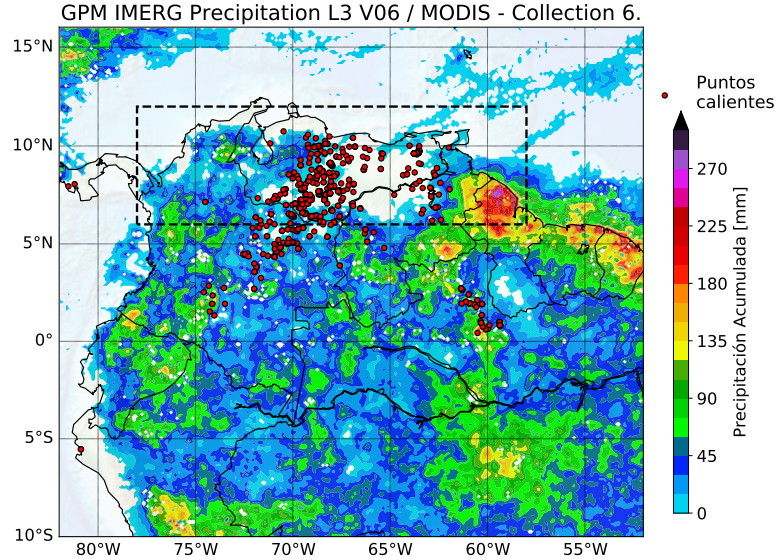 GPM IMERG Precipitation L3 V06 / MODIS - Collection 6.
15°N
10°N
5°N
0°
5°S
10°S
80°W
75°W
70°W
65°W
60°W
55°W
Puntos
calientes
270
225
180
135
90
45
0
Precipitación Acumulada [mm]